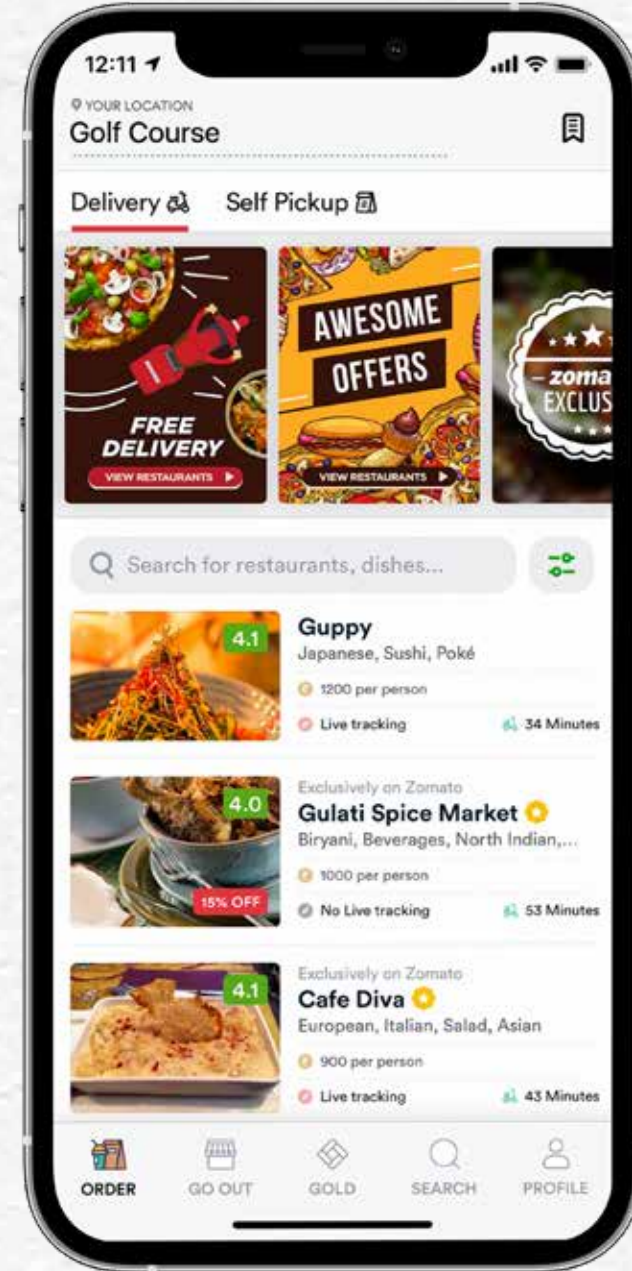 12:11
YOUR LOCATION
Golf Course
Delivery
Self Pickup
FREE
DELIVERY
VIEW RESTAURANTS
AWESOME
OFFERS
VIEW RESTAURANTS
zoma
EXCLUS
Search for restaurants, dishes...
4.1
Guppy
Japanese, Sushi, Poké
1200 per person
Live tracking
34 Minutes
4.0
15% OFF
Exclusively on Zomato
Gulati Spice Market
Biryani, Beverages, North Indian,...
1000 per person
No Live tracking
53 Minutes
4.1
Exclusively on Zomato
Cafe Diva
European, Italian, Salad, Asian
900 per person
Live tracking
43 Minutes
ORDER
GO OUT
GOLD
SEARCH
PROFILE